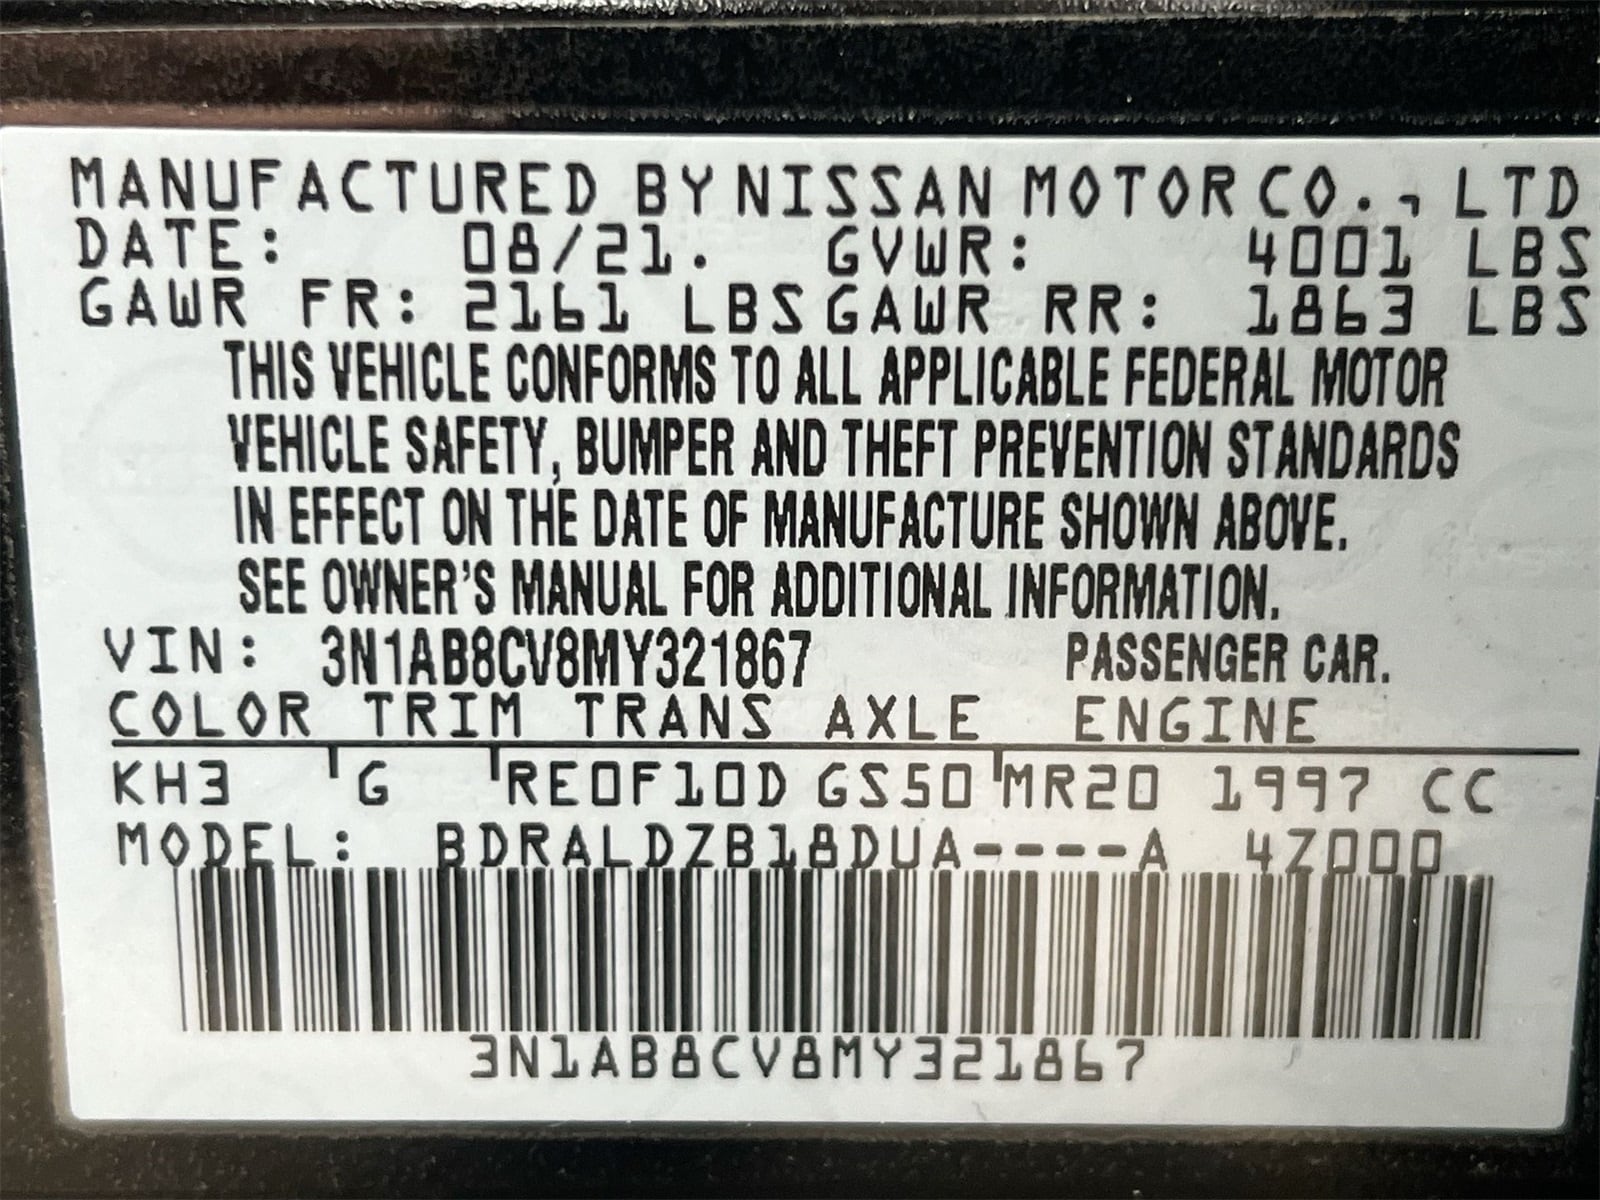 MANUFACTURED BY NISSAN MOTOR CO., LTD
DATE: 08/21. GVWR: 4001 LBS
GAWR FR: 2161 LBS GAWR RR: 1863 LBS
THIS VEHICLE CONFORMS TO ALL APPLICABLE FEDERAL MOTOR
VEHICLE SAFETY, BUMPER AND THEFT PREVENTION STANDARDS
IN EFFECT ON THE DATE OF MANUFACTURE SHOWN ABOVE.
SEE OWNER'S MANUAL FOR ADDITIONAL INFORMATION.
VIN: 3N1AB8CV8MY321867 PASSENGER CAR.
COLOR TRIM TRANS AXLE ENGINE
KH3 G RE0F10D GS50 MR20 1997 CC
MODEL: BDRALDZB18DUA----A 4Z000
3N1AB8CV8MY321867